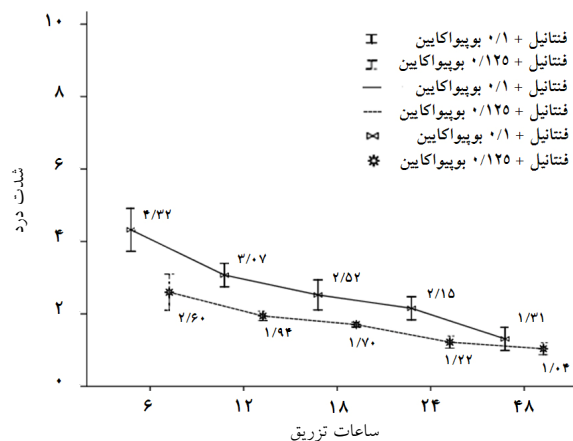 ۱۰
۸
۶
۴
۲
۰
شدت درد
فنتانیل + ۰/۱ بوپیواکایین
فنتانیل + ۰/۱۲۵ بوپیواکایین
فنتانیل + ۰/۱ بوپیواکایین
فنتانیل + ۰/۱۲۵ بوپیواکایین
فنتانیل + ۰/۱ بوپیواکایین
فنتانیل + ۰/۱۲۵ بوپیواکایین
۴/۳۲
۳/۰۷
۲/۵۲
۲/۱۵
۱/۳۱
۲/۶۰
۱/۹۴
۱/۷۰
۱/۲۲
۱/۰۴
۶ ۱۲ ۱۸ ۲۴ ۴۸
ساعات تزریق